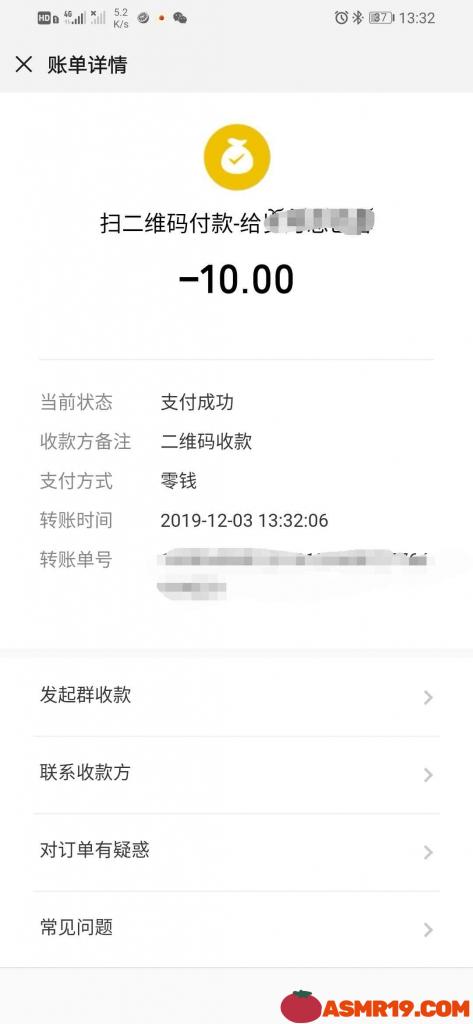 HD 4G 5.2 K/s 37 13:32
账单详情
扫二维码付款-给
-10.00
当前状态 支付成功
收款方备注 二维码收款
支付方式 零钱
转账时间 2019-12-03 13:32:06
转账单号
发起群收款
联系收款方
对订单有疑惑
常见问题
ASMR19.COM